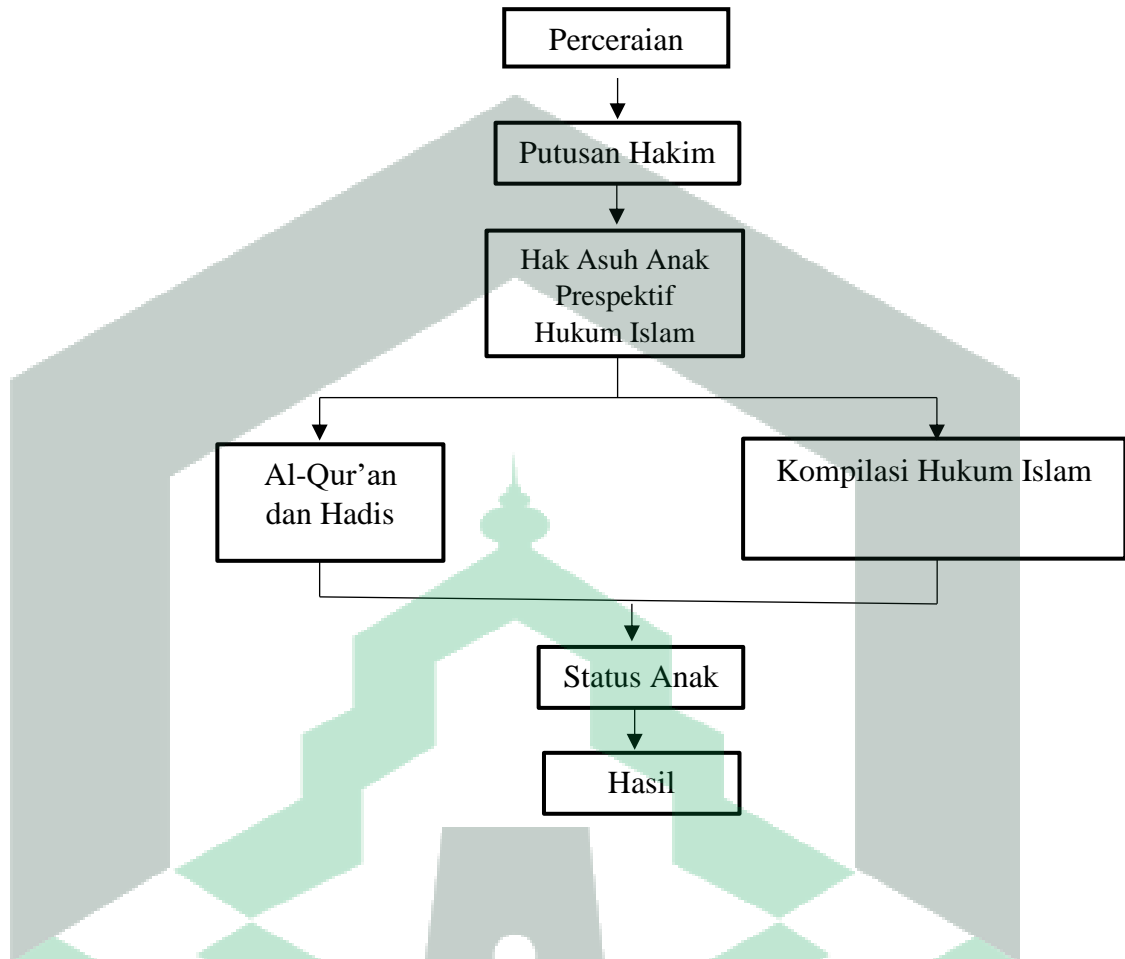 Perceraian
Putusan Hakim
Hak Asuh Anak
Prespektif
Hukum Islam
Al-Qur’an
dan Hadis
Kompilasi Hukum Islam
Status Anak
Hasil